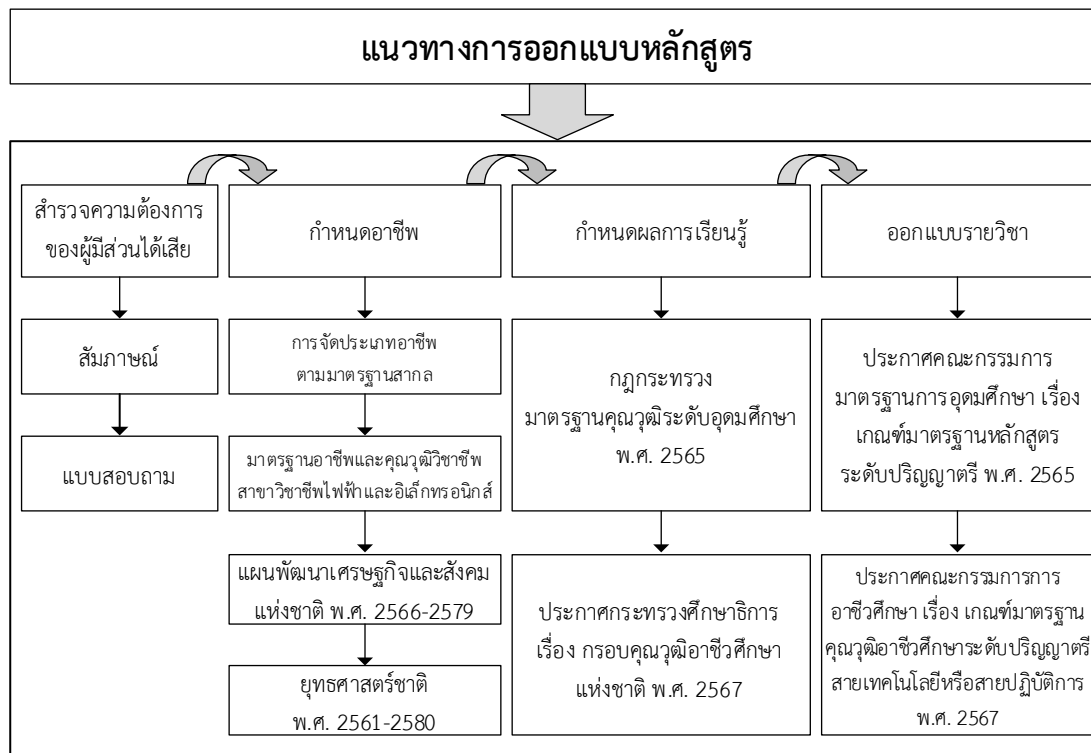 แนวทางการออกแบบหลักสูตร
สำรวจความต้องการ
ของผู้มีส่วนได้เสีย
สัมภาษณ์
แบบสอบถาม
กำหนดอาชีพ
การจัดประเภทอาชีพ
ตามมาตรฐานสากล
มาตรฐานอาชีพและคุณวุฒิวิชาชีพ
สาขาวิชาชีพไฟฟ้าและอิเล็กทรอนิกส์
แผนพัฒนาเศรษฐกิจและสังคม
แห่งชาติ พ.ศ. 2566-2579
ยุทธศาสตร์ชาติ
พ.ศ. 2561-2580
กำหนดผลการเรียนรู้
กฎกระทรวง
มาตรฐานคุณวุฒิระดับอุดมศึกษา
พ.ศ. 2565
ประกาศกระทรวงศึกษาธิการ
เรื่อง กรอบคุณวุฒิอาชีวศึกษา
แห่งชาติ พ.ศ. 2567
ออกแบบรายวิชา
ประกาศคณะกรรมการ
มาตรฐานการอุดมศึกษา เรื่อง
เกณฑ์มาตรฐานหลักสูตร
ระดับปริญญาตรี พ.ศ. 2565
ประกาศคณะกรรมการการ
อาชีวศึกษา เรื่อง เกณฑ์มาตรฐาน
คุณวุฒิอาชีวศึกษาระดับปริญญาตรี
สายเทคโนโลยีหรือสายปฏิบัติการ
พ.ศ. 2567